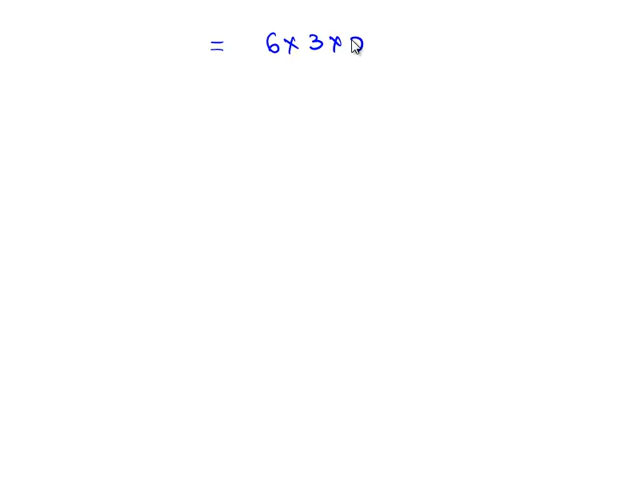 = 6 x 3 x